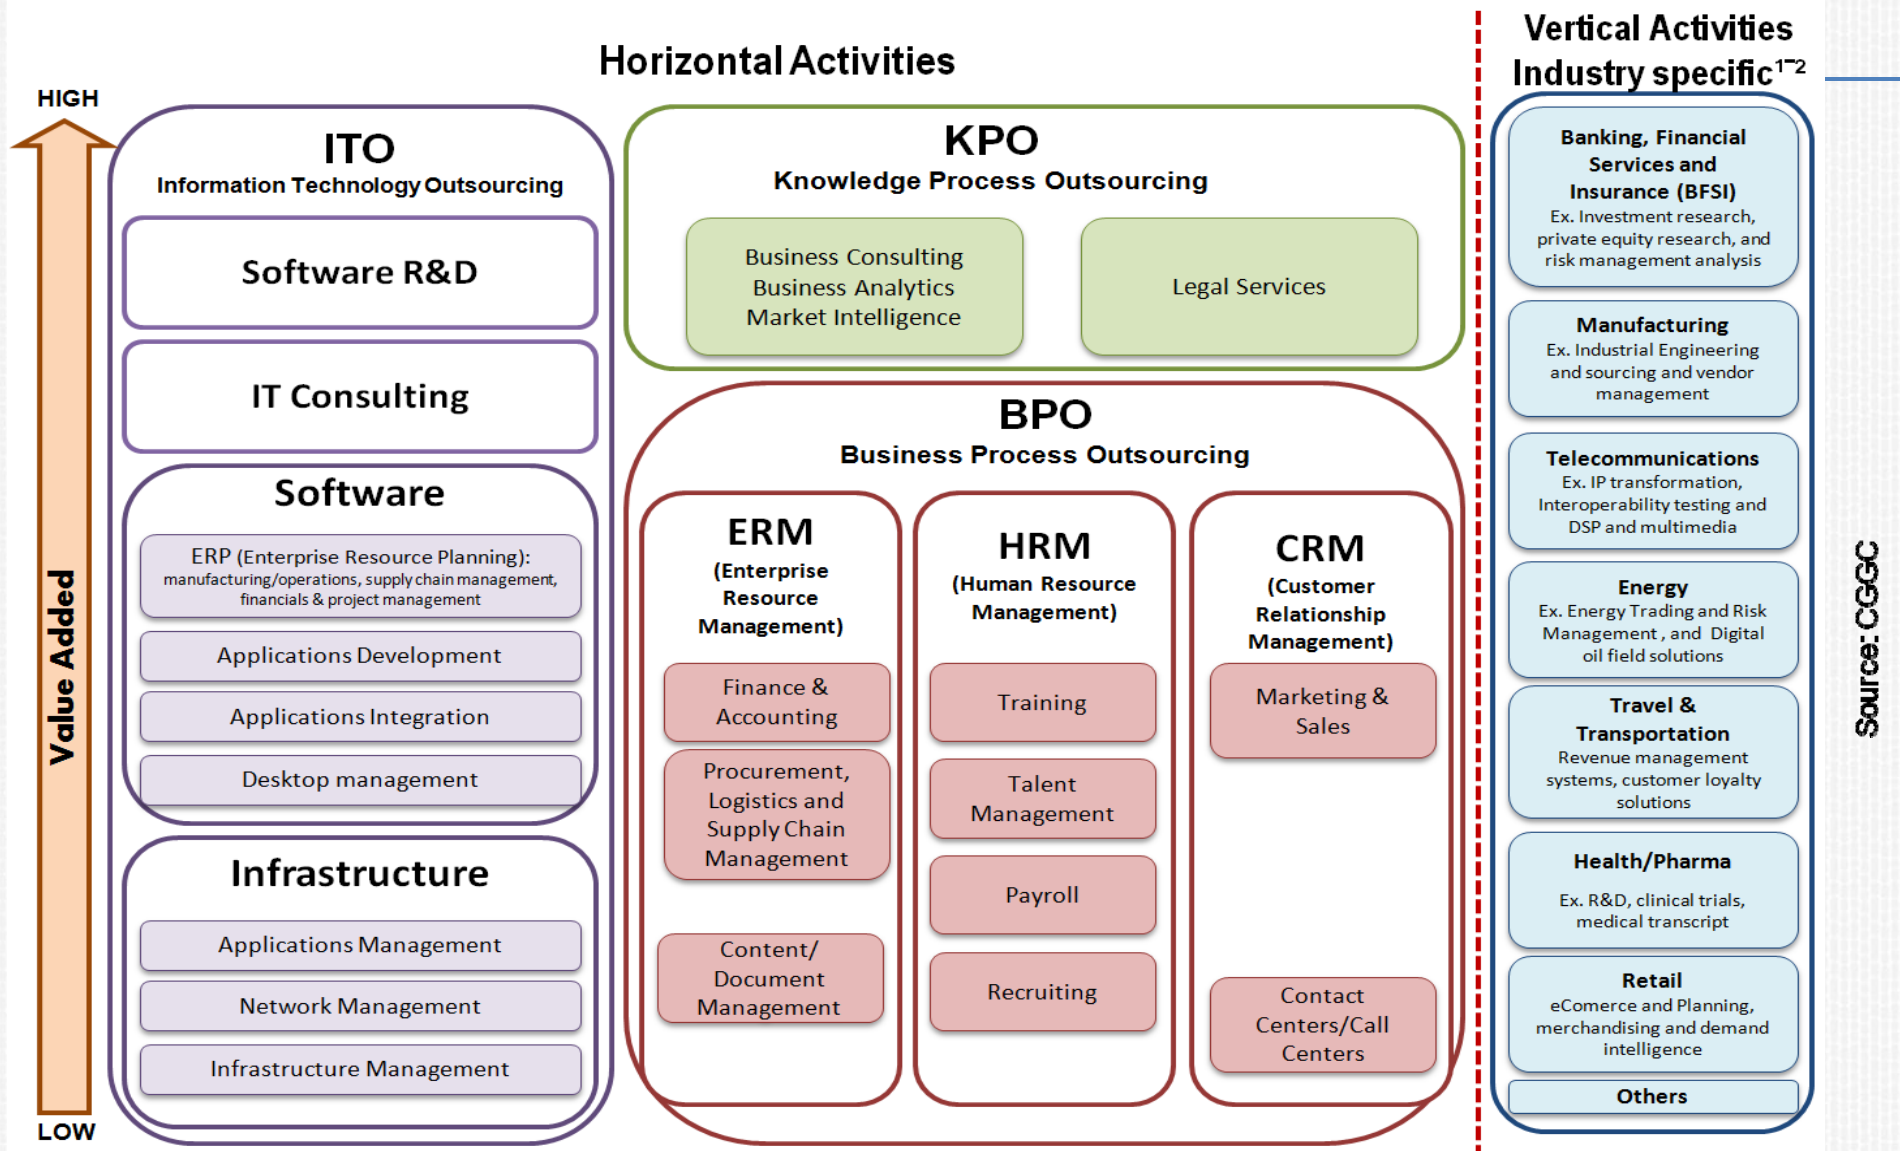 Horizontal Activities
Vertical Activities
Industry specific¹⁻²
HIGH
Value Added
LOW
ITO
Information Technology Outsourcing
Software R&D
IT Consulting
Software
ERP (Enterprise Resource Planning):
manufacturing/operations, supply chain management,
financials & project management
Applications Development
Applications Integration
Desktop management
Infrastructure
Applications Management
Network Management
Infrastructure Management
KPO
Knowledge Process Outsourcing
Business Consulting
Business Analytics
Market Intelligence
Legal Services
BPO
Business Process Outsourcing
ERM
(Enterprise
Resource
Management)
Finance &
Accounting
Procurement,
Logistics and
Supply Chain
Management
Content/
Document
Management
HRM
(Human Resource
Management)
Training
Talent
Management
Payroll
Recruiting
CRM
(Customer
Relationship
Management)
Marketing &
Sales
Contact
Centers/Call
Centers
Banking, Financial
Services and
Insurance (BFSI)
Ex. Investment research,
private equity research, and
risk management analysis
Manufacturing
Ex. Industrial Engineering
and sourcing and vendor
management
Telecommunications
Ex. IP transformation,
Interoperability testing and
DSP and multimedia
Energy
Ex. Energy Trading and Risk
Management , and Digital
oil field solutions
Travel &
Transportation
Revenue management
systems, customer loyalty
solutions
Health/Pharma
Ex. R&D, clinical trials,
medical transcript
Retail
eComerce and Planning,
merchandising and demand
intelligence
Others
Source: CGGC